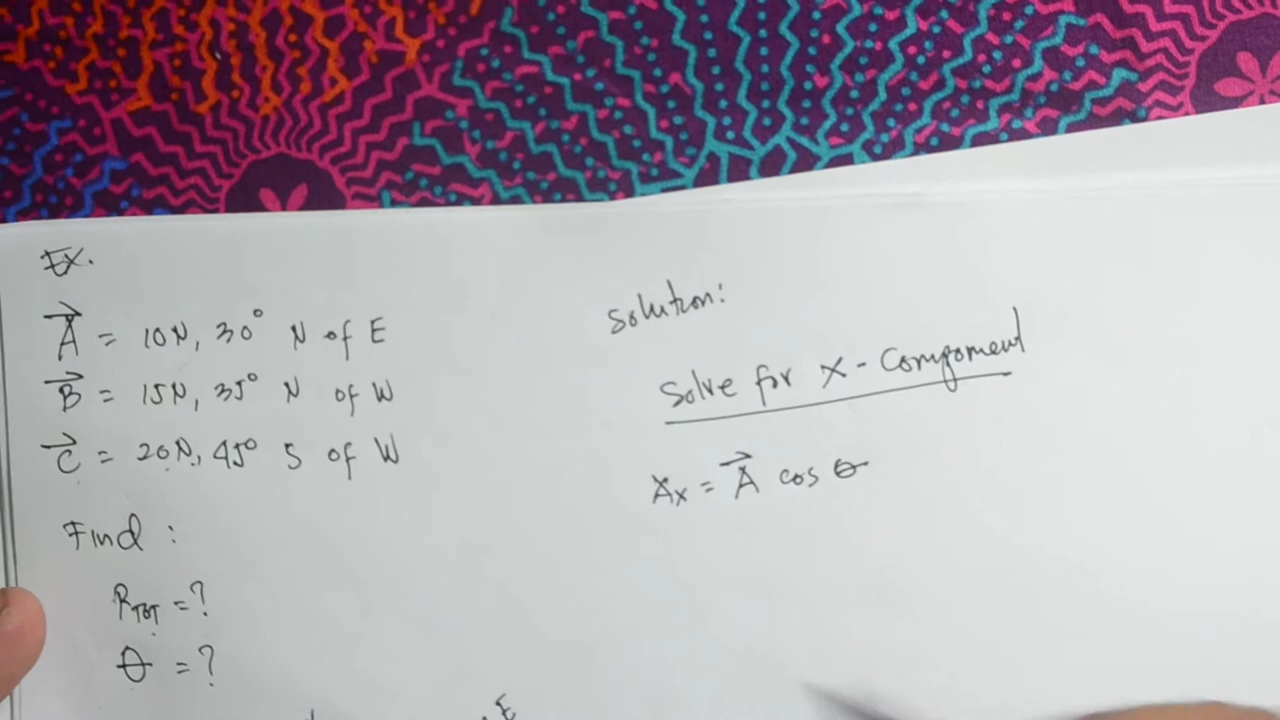 Ex.
A = 10N, 30° N of E
B = 15N, 35° N of W
C = 20N, 45° S of W
Find :
R_TOT = ?
θ = ?
E
Solution:
Solve for X-Component
Ax = A cos θ